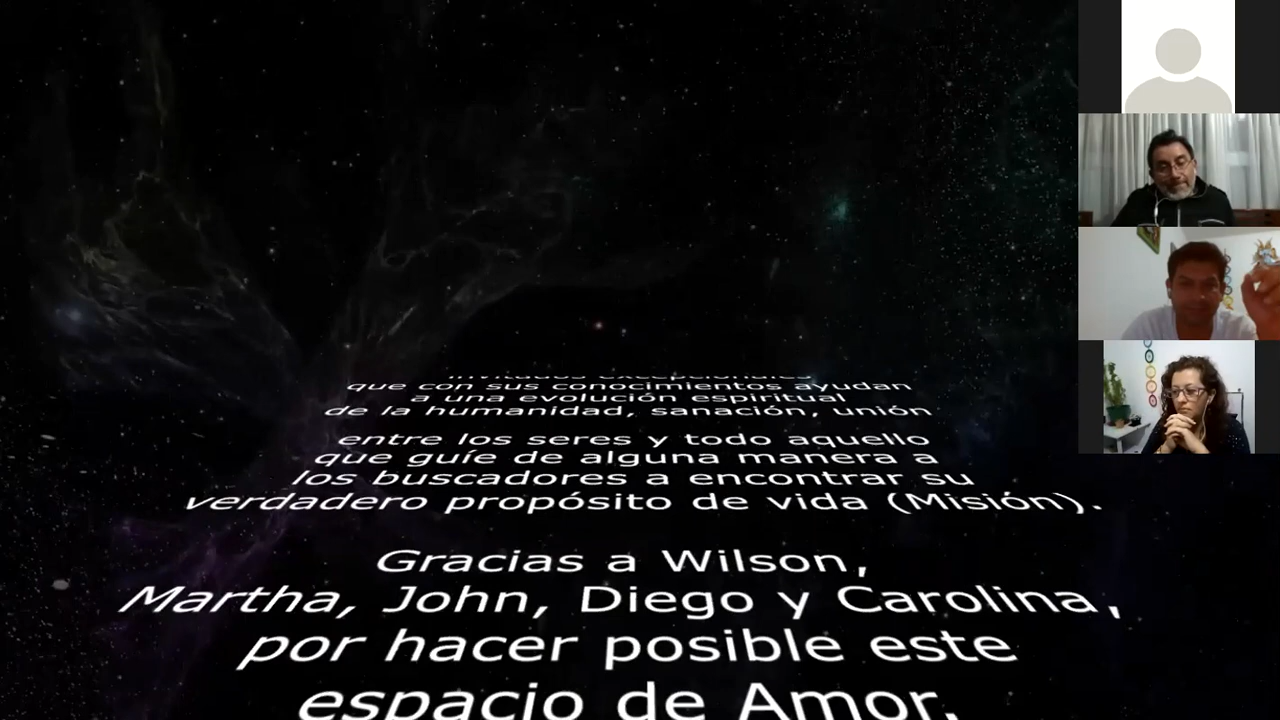 invitados excepcionales
que con sus conocimientos ayudan
a una evolución espiritual
de la humanidad, sanación, unión
entre los seres y todo aquello
que guíe de alguna manera a
los buscadores a encontrar su
verdadero propósito de vida (Misión).
Gracias a Wilson,
Martha, John, Diego y Carolina,
por hacer posible este
espacio de Amor.